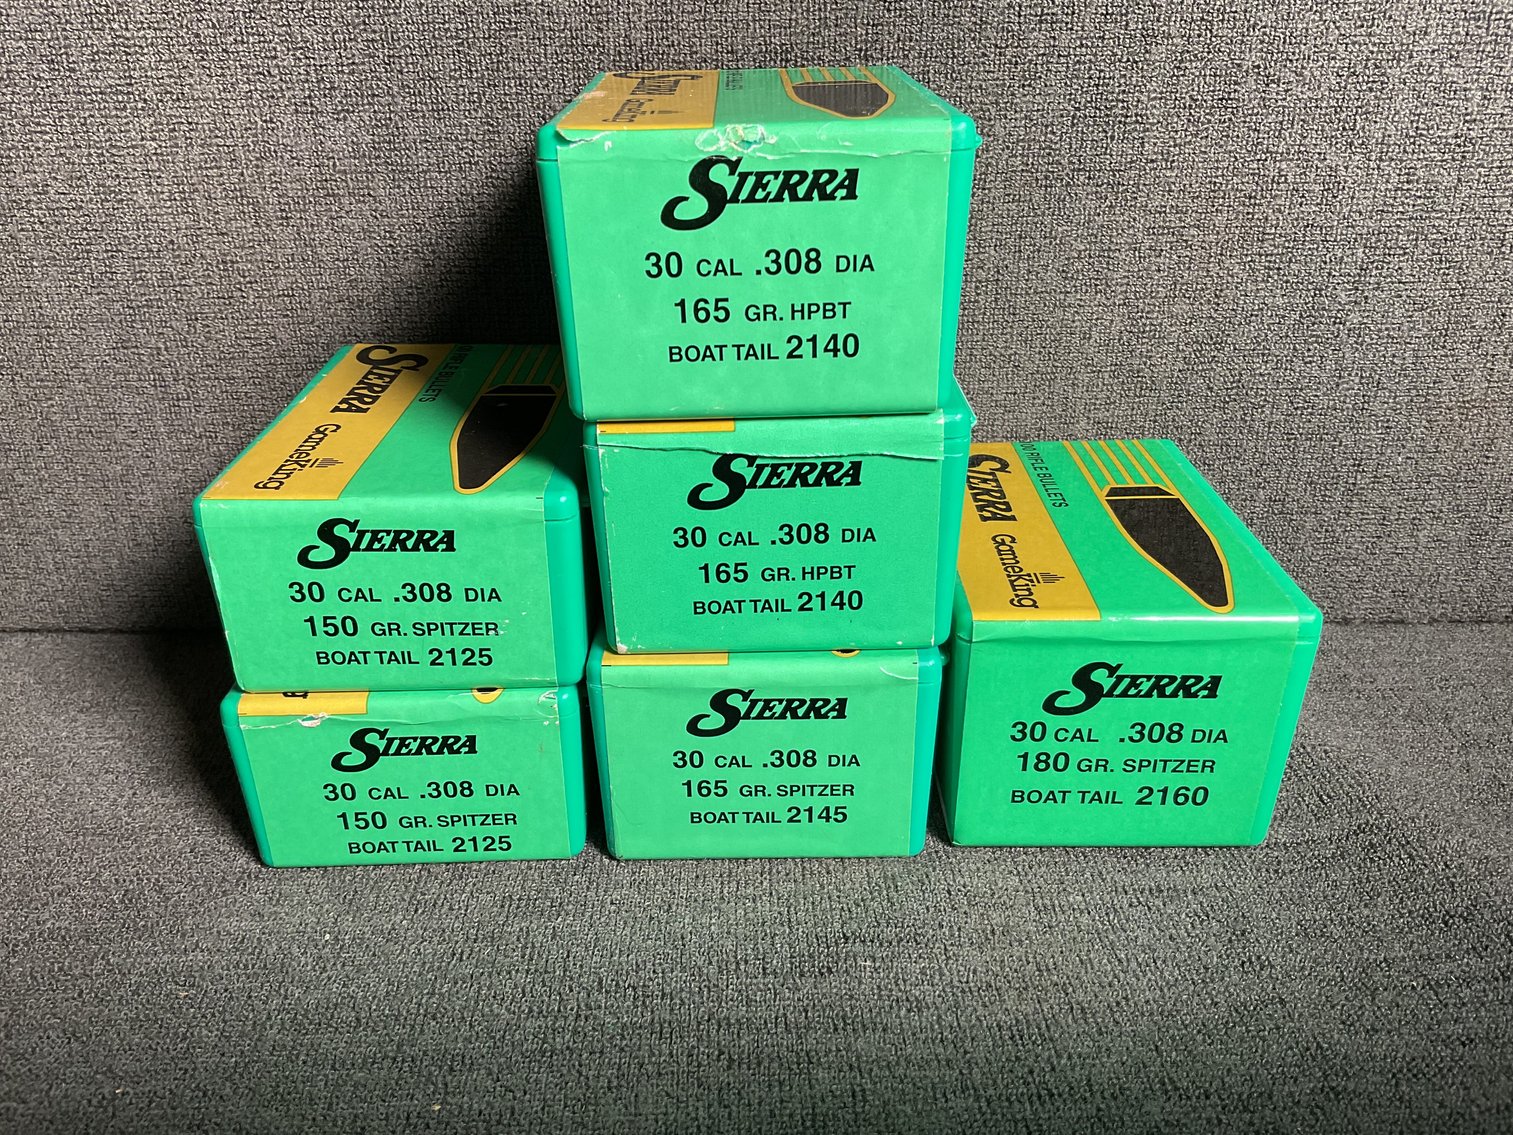 SIERRA
GameKing
SIERRA
30 CAL .308 DIA
165 GR. HPBT
BOAT TAIL 2140
SIERRA GameKing
RIFLE BULLETS
SIERRA
30 CAL .308 DIA
150 GR. SPITZER
BOAT TAIL 2125
SIERRA
30 CAL .308 DIA
165 GR. HPBT
BOAT TAIL 2140
SIERRA GameKing
RIFLE BULLETS
SIERRA
30 CAL .308 DIA
180 GR. SPITZER
BOAT TAIL 2160
SIERRA
30 CAL .308 DIA
150 GR. SPITZER
BOAT TAIL 2125
SIERRA
30 CAL .308 DIA
165 GR. SPITZER
BOAT TAIL 2145